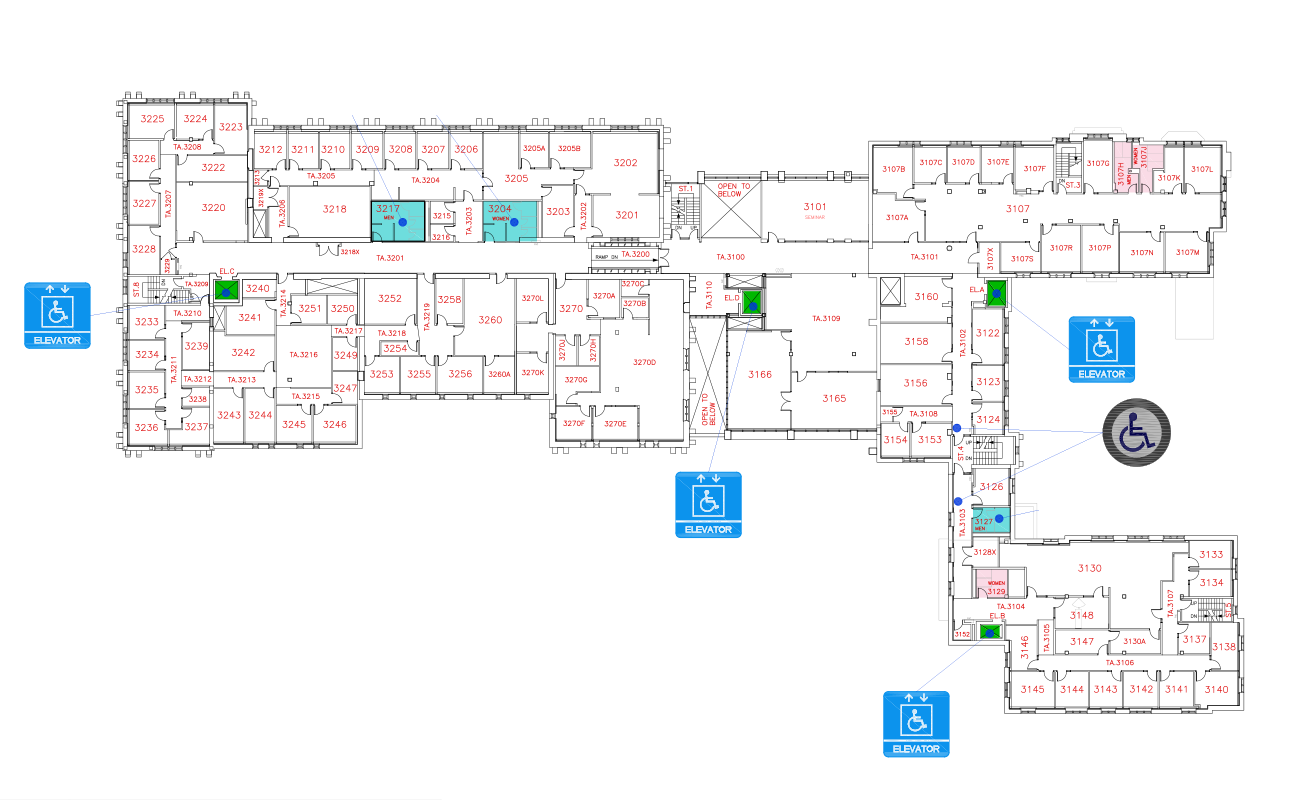 3225
3224
3223
TA.3208
3226
3222
3227
TA.3207
3220
3228
3229
3212
3211
3210
3209
3208
3207
3206
3205A
3205B
3202
3213
TA.3205
TA.3204
3205
3219X
TA.3206
3218
3217
MEN
3215
3216
TA.3203
3204
WOMEN
3203
TA.3202
3201
3218X
TA.3201
RAMP DN
TA.3200
ST.1
DN
UP
OPEN TO
BELOW
3101
SEMINAR
TA.3100
3107B
3107C
3107D
3107E
3107F
ST.3
DN
3107G
3107H
MEN
WOMEN
3107J
3107K
3107L
3107A
3107
TA.3101
3107X
3107S
3107R
3107P
3107N
3107M
ST.8
DN
EL.C
TA.3209
TA.3210
3240
TA.3214
3241
3251
3250
3252
TA.3219
3258
3260
3270L
3270
3270A
3270C
3270B
TA.3110
EL.D
TA.3109
3160
EL.A
3233
3234
3235
3236
TA.3211
3239
TA.3212
3238
3237
3242
TA.3213
3243
3244
TA.3216
TA.3215
3245
3246
TA.3217
3249
3247
TA.3218
3254
3253
3255
3256
3260A
3270K
3270J
3270H
3270G
3270D
3270F
3270E
OPEN TO
BELOW
3166
3165
3158
3156
TA.3102
3122
3123
3124
3155
TA.3108
3154
3153
ST.4
UP
DN
3126
TA.3103
3127
MEN
3128X
WOMEN
3129
TA.3104
EL.B
3152
3130
3133
3134
TA.3107
UP
DN
ST.5
3148
3147
3130A
3137
3138
3146
TA.3105
TA.3106
3145
3144
3143
3142
3141
3140
ELEVATOR
ELEVATOR
ELEVATOR
ELEVATOR